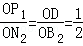 OP₁/ON₂ = OD/OB₂ = 1/2